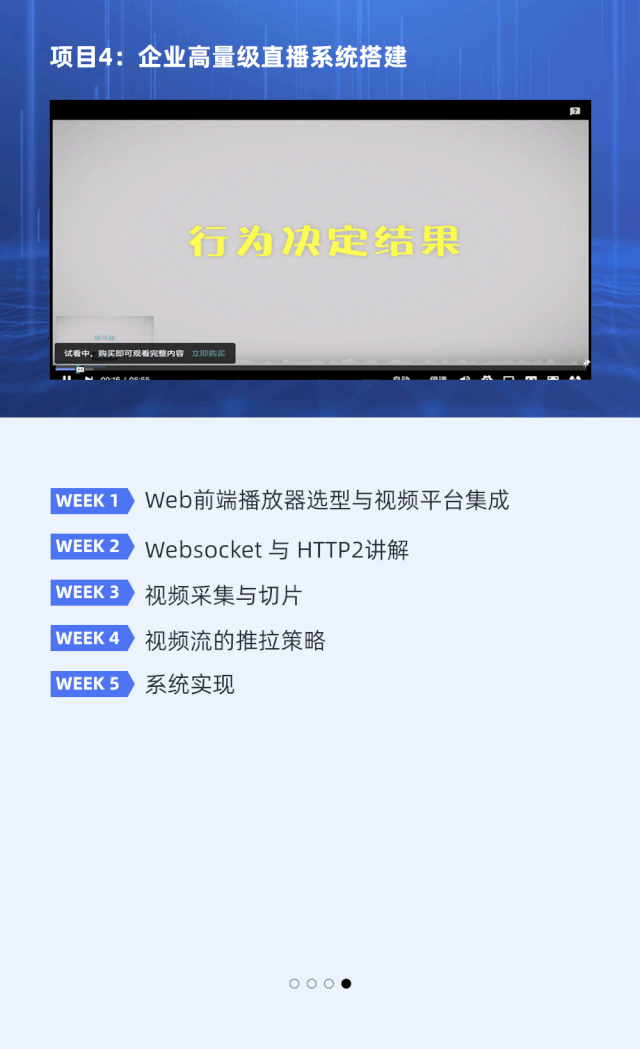 项目4：企业高量级直播系统搭建
行为决定结果
试看中，购买即可观看完整内容 立即购买
WEEK 1 Web前端播放器选型与视频平台集成
WEEK 2 Websocket 与 HTTP2讲解
WEEK 3 视频采集与切片
WEEK 4 视频流的推拉策略
WEEK 5 系统实现